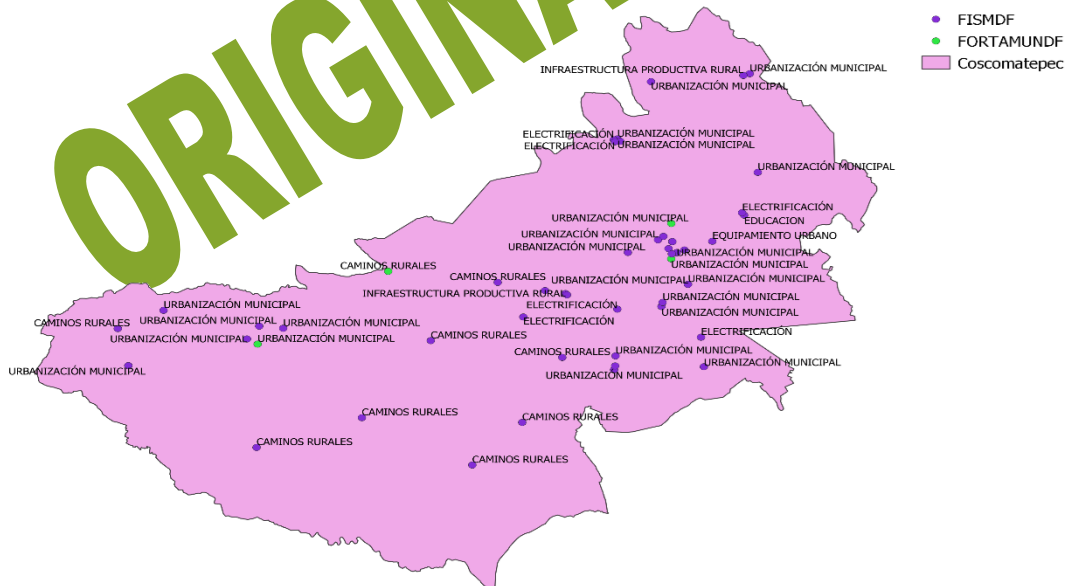 ORIGINA
FISMDF
FORTAMUNDF
Coscomatepec
INFRAESTRUCTURA PRODUCTIVA RURAL
URBANIZACIÓN MUNICIPAL
URBANIZACIÓN MUNICIPAL
ELECTRIFICACIÓN
URBANIZACIÓN MUNICIPAL
ELECTRIFICACIÓN
URBANIZACIÓN MUNICIPAL
URBANIZACIÓN MUNICIPAL
ELECTRIFICACIÓN
EDUCACION
URBANIZACIÓN MUNICIPAL
URBANIZACIÓN MUNICIPAL
EQUIPAMIENTO URBANO
URBANIZACIÓN MUNICIPAL
URBANIZACIÓN MUNICIPAL
URBANIZACIÓN MUNICIPAL
CAMINOS RURALES
CAMINOS RURALES
URBANIZACIÓN MUNICIPAL
URBANIZACIÓN MUNICIPAL
INFRAESTRUCTURA PRODUCTIVA RURAL
URBANIZACIÓN MUNICIPAL
URBANIZACIÓN MUNICIPAL
ELECTRIFICACIÓN
URBANIZACIÓN MUNICIPAL
CAMINOS RURALES
URBANIZACIÓN MUNICIPAL
URBANIZACIÓN MUNICIPAL
ELECTRIFICACIÓN
ELECTRIFICACIÓN
URBANIZACIÓN MUNICIPAL
URBANIZACIÓN MUNICIPAL
CAMINOS RURALES
CAMINOS RURALES
URBANIZACIÓN MUNICIPAL
URBANIZACIÓN MUNICIPAL
URBANIZACIÓN MUNICIPAL
URBANIZACIÓN MUNICIPAL
CAMINOS RURALES
CAMINOS RURALES
CAMINOS RURALES
CAMINOS RURALES